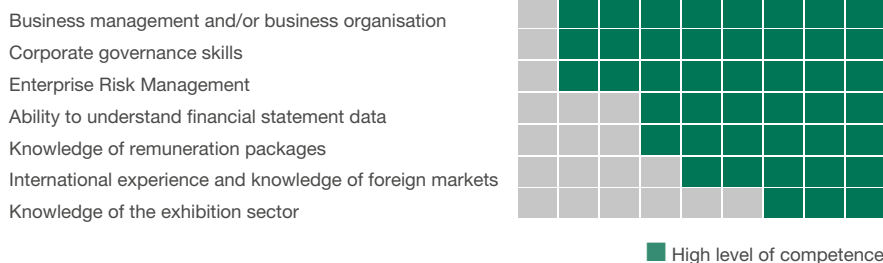 Business management and/or business organisation
Corporate governance skills
Enterprise Risk Management
Ability to understand financial statement data
Knowledge of remuneration packages
International experience and knowledge of foreign markets
Knowledge of the exhibition sector
High level of competence